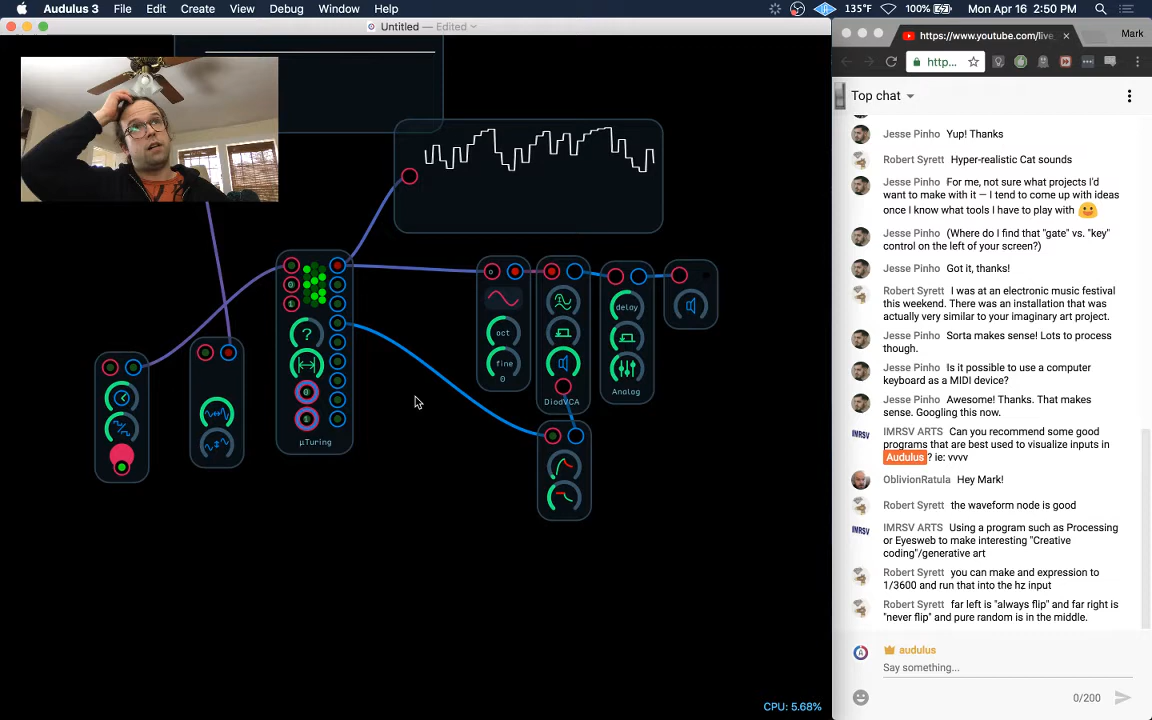 Audulus 3 File Edit Create View Debug Window Help 135°F 100% Mon Apr 16 2:50 PM
Untitled — Edited
https://www.youtube.com/live_
Mark
http...
Top chat
Jesse Pinho Yup! Thanks
Robert Syrett Hyper-realistic Cat sounds
Jesse Pinho For me, not sure what projects I'd
want to make with it — I tend to come up with ideas
once I know what tools I have to play with
Jesse Pinho (Where do I find that "gate" vs. "key"
control on the left of your screen?)
Jesse Pinho Got it, thanks!
Robert Syrett I was at an electronic music festival
this weekend. There was an installation that was
actually very similar to your imaginary art project.
Jesse Pinho Sorta makes sense! Lots to process
though.
Jesse Pinho Is it possible to use a computer
keyboard as a MIDI device?
Jesse Pinho Awesome! Thanks. That makes
sense. Googling this now.
IMRSV ARTS Can you recommend some good
programs that are best used to visualize inputs in
Audulus ? ie: vvvv
OblivionRatula Hey Mark!
Robert Syrett the waveform node is good
IMRSV ARTS Using a program such as Processing
or Eyesweb to make interesting "Creative
coding"/generative art
Robert Syrett you can make and expression to
1/3600 and run that into the hz input
Robert Syrett far left is "always flip" and far right is
"never flip" and pure random is in the middle.
audulus
Say something...
0/200
0
1
?
0
1
µTuring
o
oct
fine
0
DiodVCA
delay
Analog
CPU: 5.68%